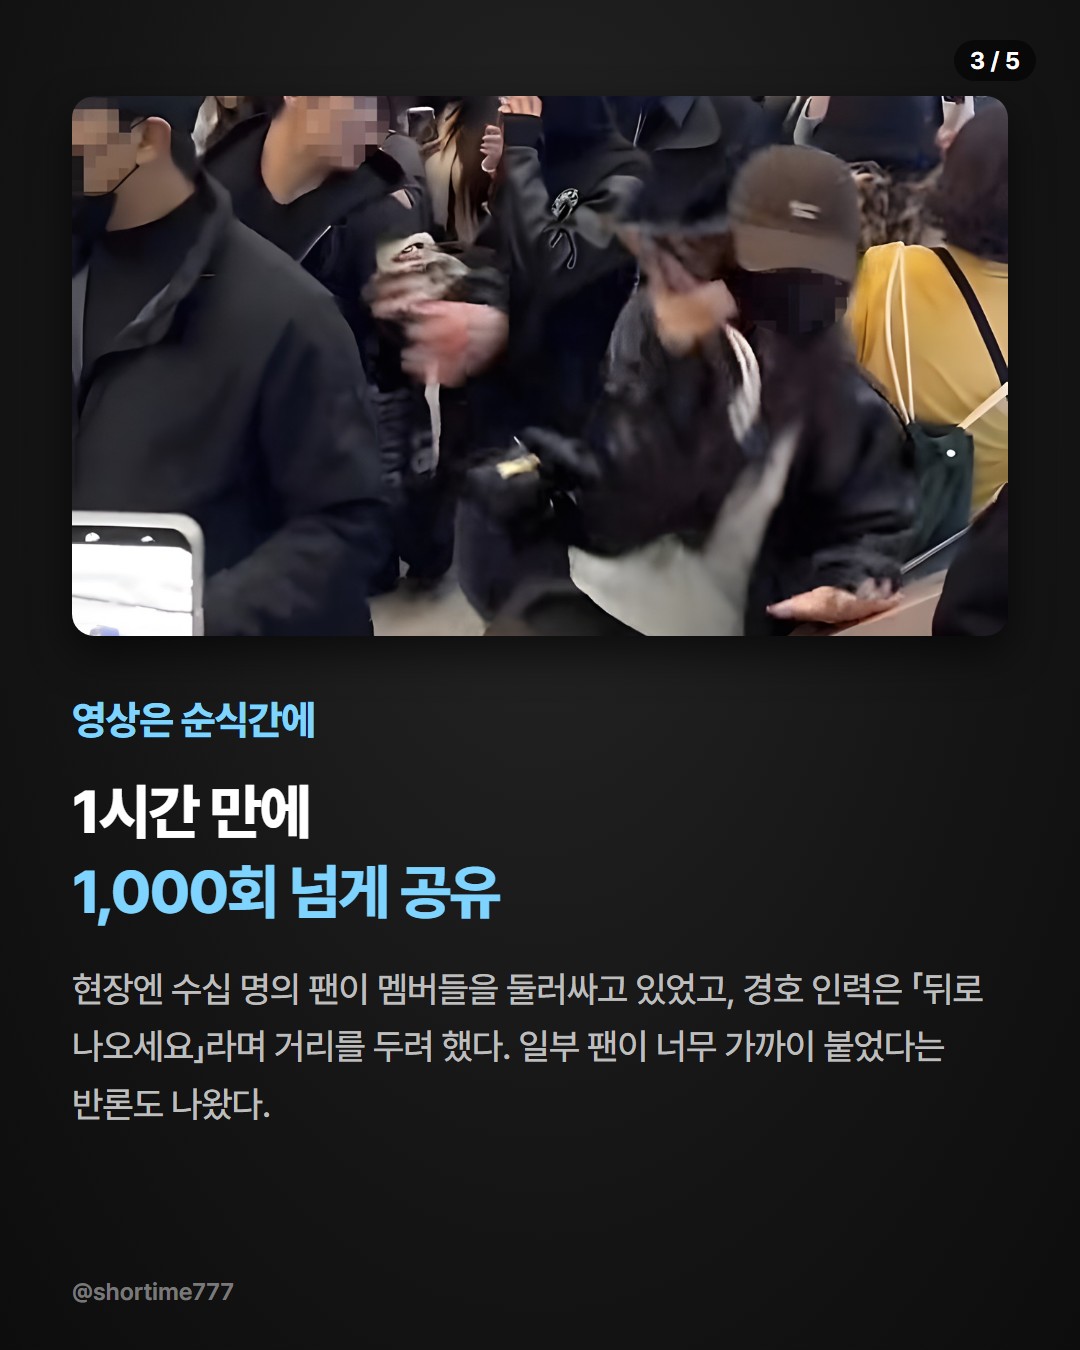 3 / 5
영상은 순식간에
1시간 만에
1,000회 넘게 공유
현장엔 수십 명의 팬이 멤버들을 둘러싸고 있었고, 경호 인력은 「뒤로
나오세요」라며 거리를 두려 했다. 일부 팬이 너무 가까이 붙었다는
반론도 나왔다.
@shortime777